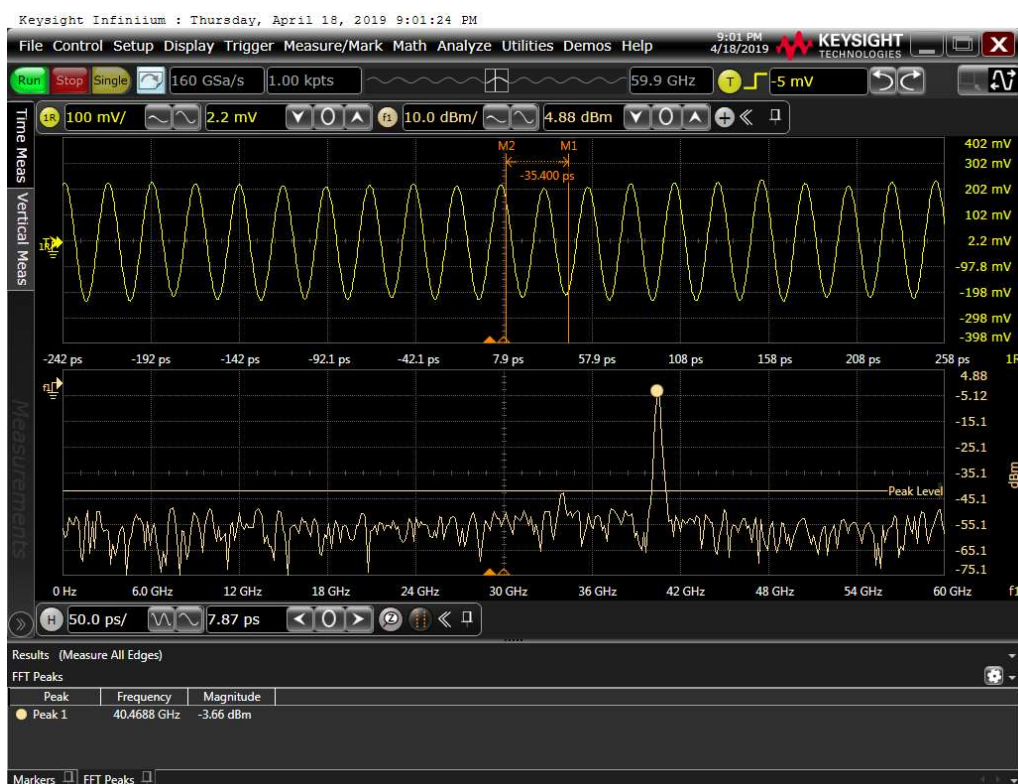 Keysight Infiniium : Thursday, April 18, 2019 9:01:24 PM
File Control Setup Display Trigger Measure/Mark Math Analyze Utilities Demos Help 9:01 PM 4/18/2019 KEYSIGHT TECHNOLOGIES X
Run Stop Single 160 GSa/s 1.00 kpts 59.9 GHz T -5 mV
1R 100 mV/ 2.2 mV 0 f1 10.0 dBm/ 4.88 dBm 0
Time Meas
Vertical Meas
Measurements
M2 M1
-35.400 ps
402 mV
302 mV
202 mV
102 mV
2.2 mV
-97.8 mV
-198 mV
-298 mV
-398 mV
-242 ps -192 ps -142 ps -92.1 ps -42.1 ps 7.9 ps 57.9 ps 108 ps 158 ps 208 ps 258 ps 1R
f1
4.88
-5.12
-15.1
-25.1
-35.1
-45.1
-55.1
-65.1
-75.1
dBm
Peak Level
0 Hz 6.0 GHz 12 GHz 18 GHz 24 GHz 30 GHz 36 GHz 42 GHz 48 GHz 54 GHz 60 GHz f1
H 50.0 ps/ 7.87 ps 0 Z
Results (Measure All Edges)
FFT Peaks
Peak Frequency Magnitude
Peak 1 40.4688 GHz -3.66 dBm
Markers FFT Peaks